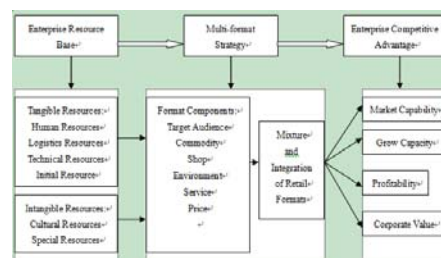 Enterprise Resource
Base
Multi-format
Strategy
Enterprise Competitive
Advantage
Tangible Resources:
Human Resources
Logistics Resources
Technical Resources
Initial Resource
Intangible Resources:
Cultural Resources
Special Resources
Format Components:
Target Audience
Commodity
Shop
Environment
Service
Price
Mixture
and
Integration
of Retail
Formats
Market Capability
Grow Capacity
Profitability
Corporate Value